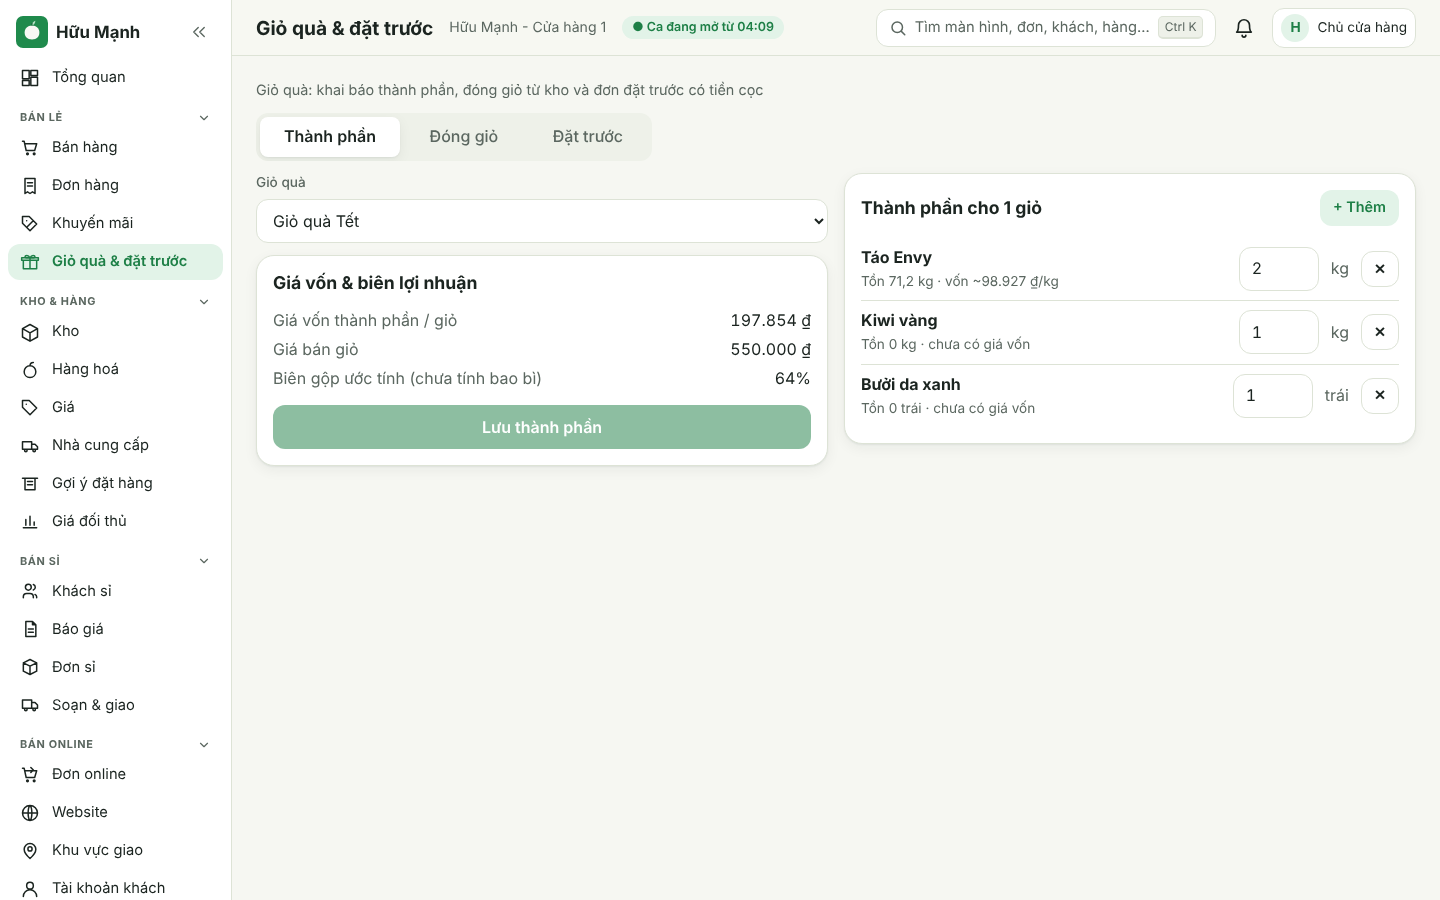 Hữu Mạnh
Tổng quan
BÁN LẺ
Bán hàng
Đơn hàng
Khuyến mãi
Giỏ quà & đặt trước
KHO & HÀNG
Kho
Hàng hoá
Giá
Nhà cung cấp
Gợi ý đặt hàng
Giá đối thủ
BÁN SỈ
Khách sỉ
Báo giá
Đơn sỉ
Soạn & giao
BÁN ONLINE
Đơn online
Website
Khu vực giao
Tài khoản khách
Giỏ quà & đặt trước Hữu Mạnh - Cửa hàng 1 Ca đang mở từ 04:09 Tìm màn hình, đơn, khách, hàng... Ctrl K H Chủ cửa hàng
Giỏ quà: khai báo thành phần, đóng giỏ từ kho và đơn đặt trước có tiền cọc
Thành phần Đóng giỏ Đặt trước
Giỏ quà
Giỏ quà Tết
Giá vốn & biên lợi nhuận
Giá vốn thành phần / giỏ 197.854 ₫
Giá bán giỏ 550.000 ₫
Biên gộp ước tính (chưa tính bao bì) 64%
Lưu thành phần
Thành phần cho 1 giỏ + Thêm
Táo Envy
Tồn 71,2 kg · vốn ~98.927 ₫/kg
2 kg ✕
Kiwi vàng
Tồn 0 kg · chưa có giá vốn
1 kg ✕
Bưởi da xanh
Tồn 0 trái · chưa có giá vốn
1 trái ✕